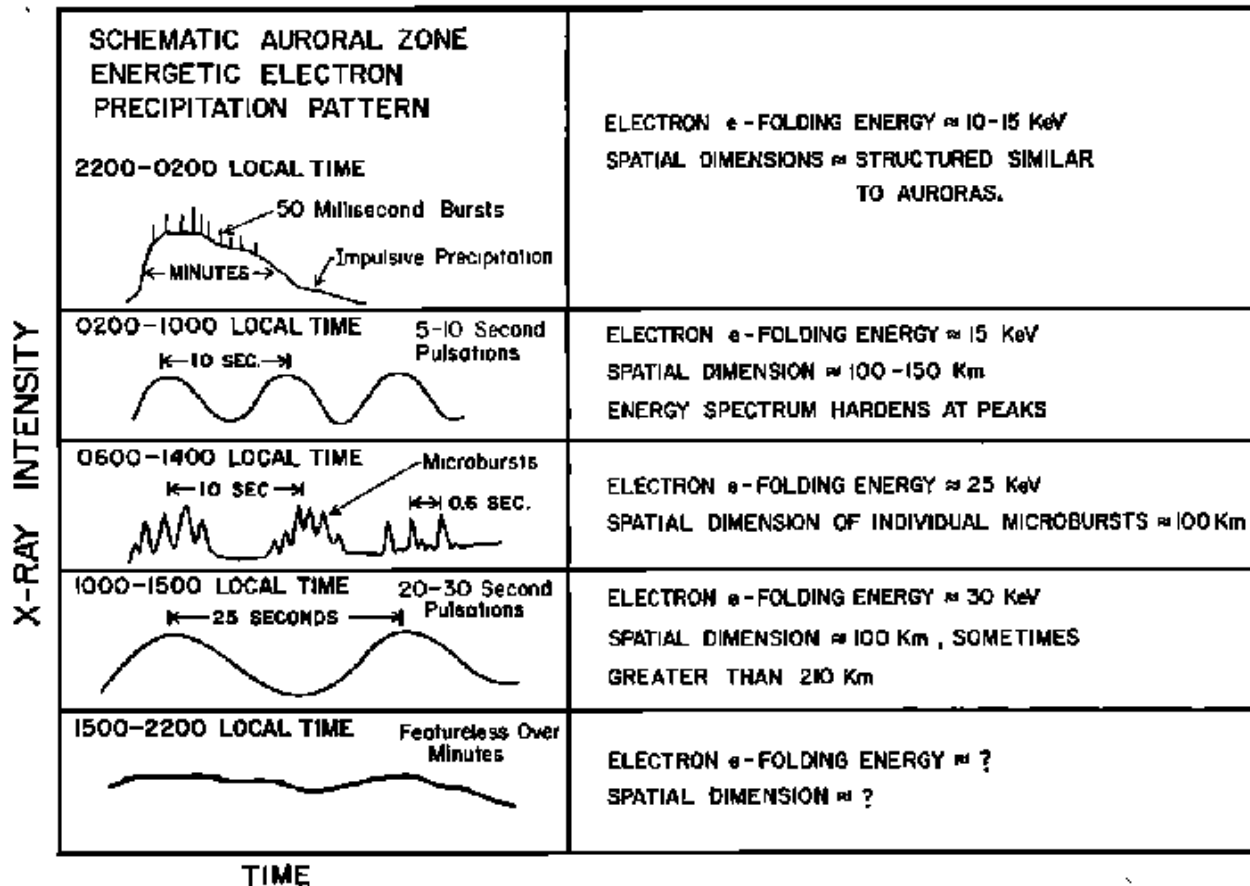 SCHEMATIC AURORAL ZONE
ENERGETIC ELECTRON
PRECIPITATION PATTERN
2200-0200 LOCAL TIME
50 Millisecond Bursts
MINUTES
Impulsive Precipitation
ELECTRON e-FOLDING ENERGY ≈ 10-15 KeV
SPATIAL DIMENSIONS ≈ STRUCTURED SIMILAR
TO AURORAS.
0200-1000 LOCAL TIME
5-10 Second
Pulsations
10 SEC.
ELECTRON e-FOLDING ENERGY ≈ 15 KeV
SPATIAL DIMENSION ≈ 100-150 Km
ENERGY SPECTRUM HARDENS AT PEAKS
0600-1400 LOCAL TIME
Microbursts
10 SEC
0.6 SEC.
ELECTRON e-FOLDING ENERGY ≈ 25 KeV
SPATIAL DIMENSION OF INDIVIDUAL MICROBURSTS ≈ 100 Km
1000-1500 LOCAL TIME
20-30 Second
Pulsations
25 SECONDS
ELECTRON e-FOLDING ENERGY ≈ 30 KeV
SPATIAL DIMENSION ≈ 100 Km, SOMETIMES
GREATER THAN 210 Km
1500-2200 LOCAL TIME
Featureless Over
Minutes
ELECTRON e-FOLDING ENERGY ≈ ?
SPATIAL DIMENSION ≈ ?
X-RAY INTENSITY
TIME